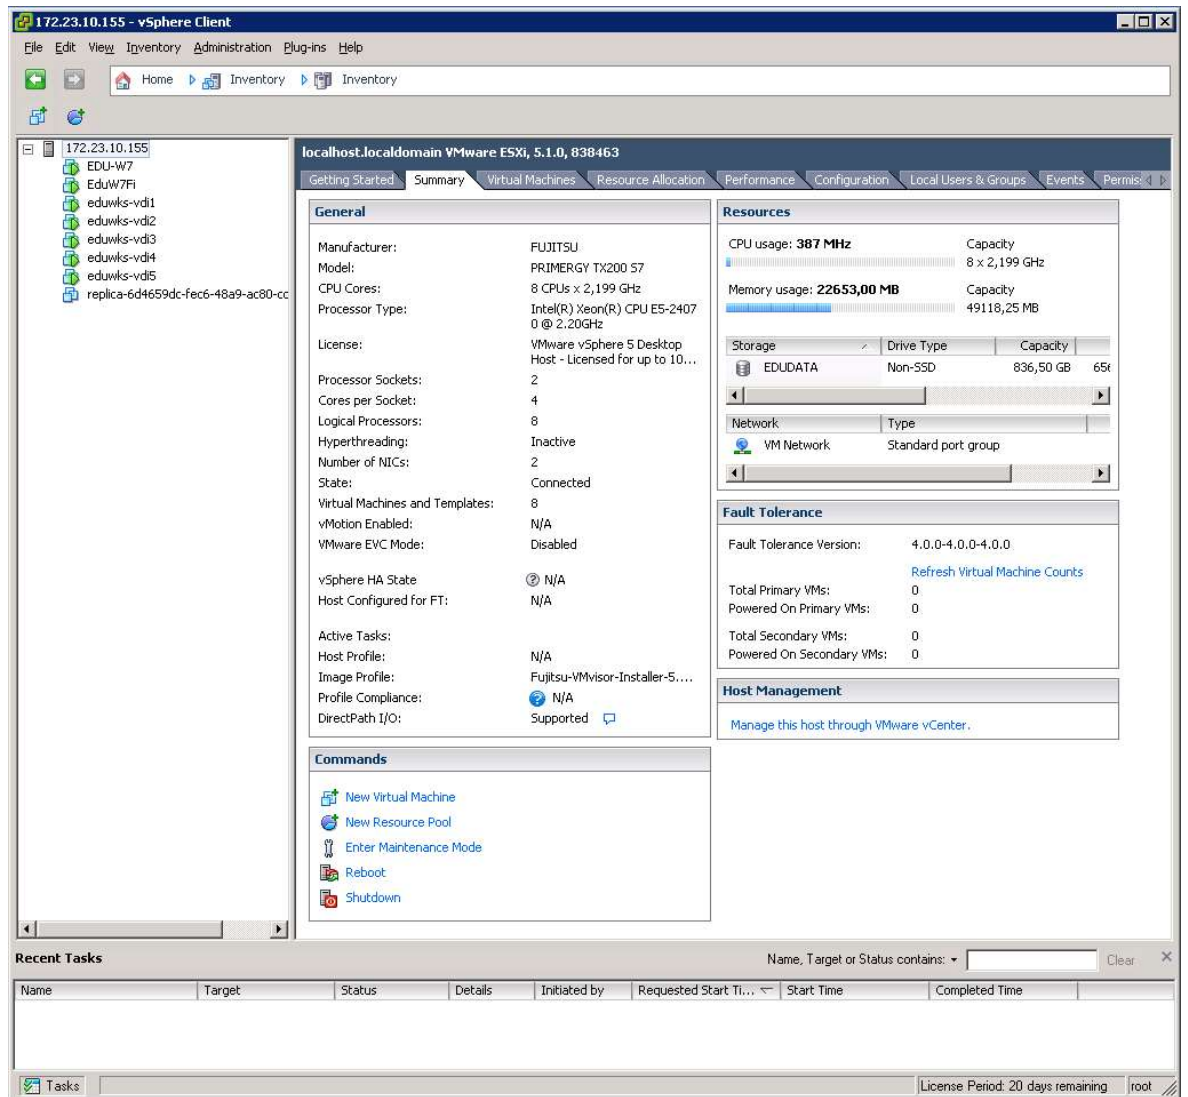 172.23.10.155 - vSphere Client
File Edit View Inventory Administration Plug-ins Help
Home Inventory Inventory
172.23.10.155
EDU-W7
EduW7Fi
eduwks-vdi1
eduwks-vdi2
eduwks-vdi3
eduwks-vdi4
eduwks-vdi5
replica-6d4659dc-fec6-48a9-ac80-cc
localhost.localdomain VMware ESXi, 5.1.0, 838463
Getting Started Summary Virtual Machines Resource Allocation Performance Configuration Local Users & Groups Events Permis
General
Manufacturer: FUJITSU
Model: PRIMERGY TX200 S7
CPU Cores: 8 CPUs x 2,199 GHz
Processor Type: Intel(R) Xeon(R) CPU E5-2407
0 @ 2.20GHz
License: VMware vSphere 5 Desktop
Host - Licensed for up to 10...
Processor Sockets: 2
Cores per Socket: 4
Logical Processors: 8
Hyperthreading: Inactive
Number of NICs: 2
State: Connected
Virtual Machines and Templates: 8
vMotion Enabled: N/A
VMware EVC Mode: Disabled
vSphere HA State N/A
Host Configured for FT: N/A
Active Tasks:
Host Profile: N/A
Image Profile: Fujitsu-VMvisor-Installer-5....
Profile Compliance: N/A
DirectPath I/O: Supported
Commands
New Virtual Machine
New Resource Pool
Enter Maintenance Mode
Reboot
Shutdown
Resources
CPU usage: 387 MHz Capacity
8 x 2,199 GHz
Memory usage: 22653,00 MB Capacity
49118,25 MB
Storage Drive Type Capacity
EDUDATA Non-SSD 836,50 GB 656
Network Type
VM Network Standard port group
Fault Tolerance
Fault Tolerance Version: 4.0.0-4.0.0-4.0.0
Refresh Virtual Machine Counts
Total Primary VMs: 0
Powered On Primary VMs: 0
Total Secondary VMs: 0
Powered On Secondary VMs: 0
Host Management
Manage this host through VMware vCenter.
Recent Tasks Name, Target or Status contains: Clear
Name Target Status Details Initiated by Requested Start Ti... Start Time Completed Time
Tasks License Period: 20 days remaining root